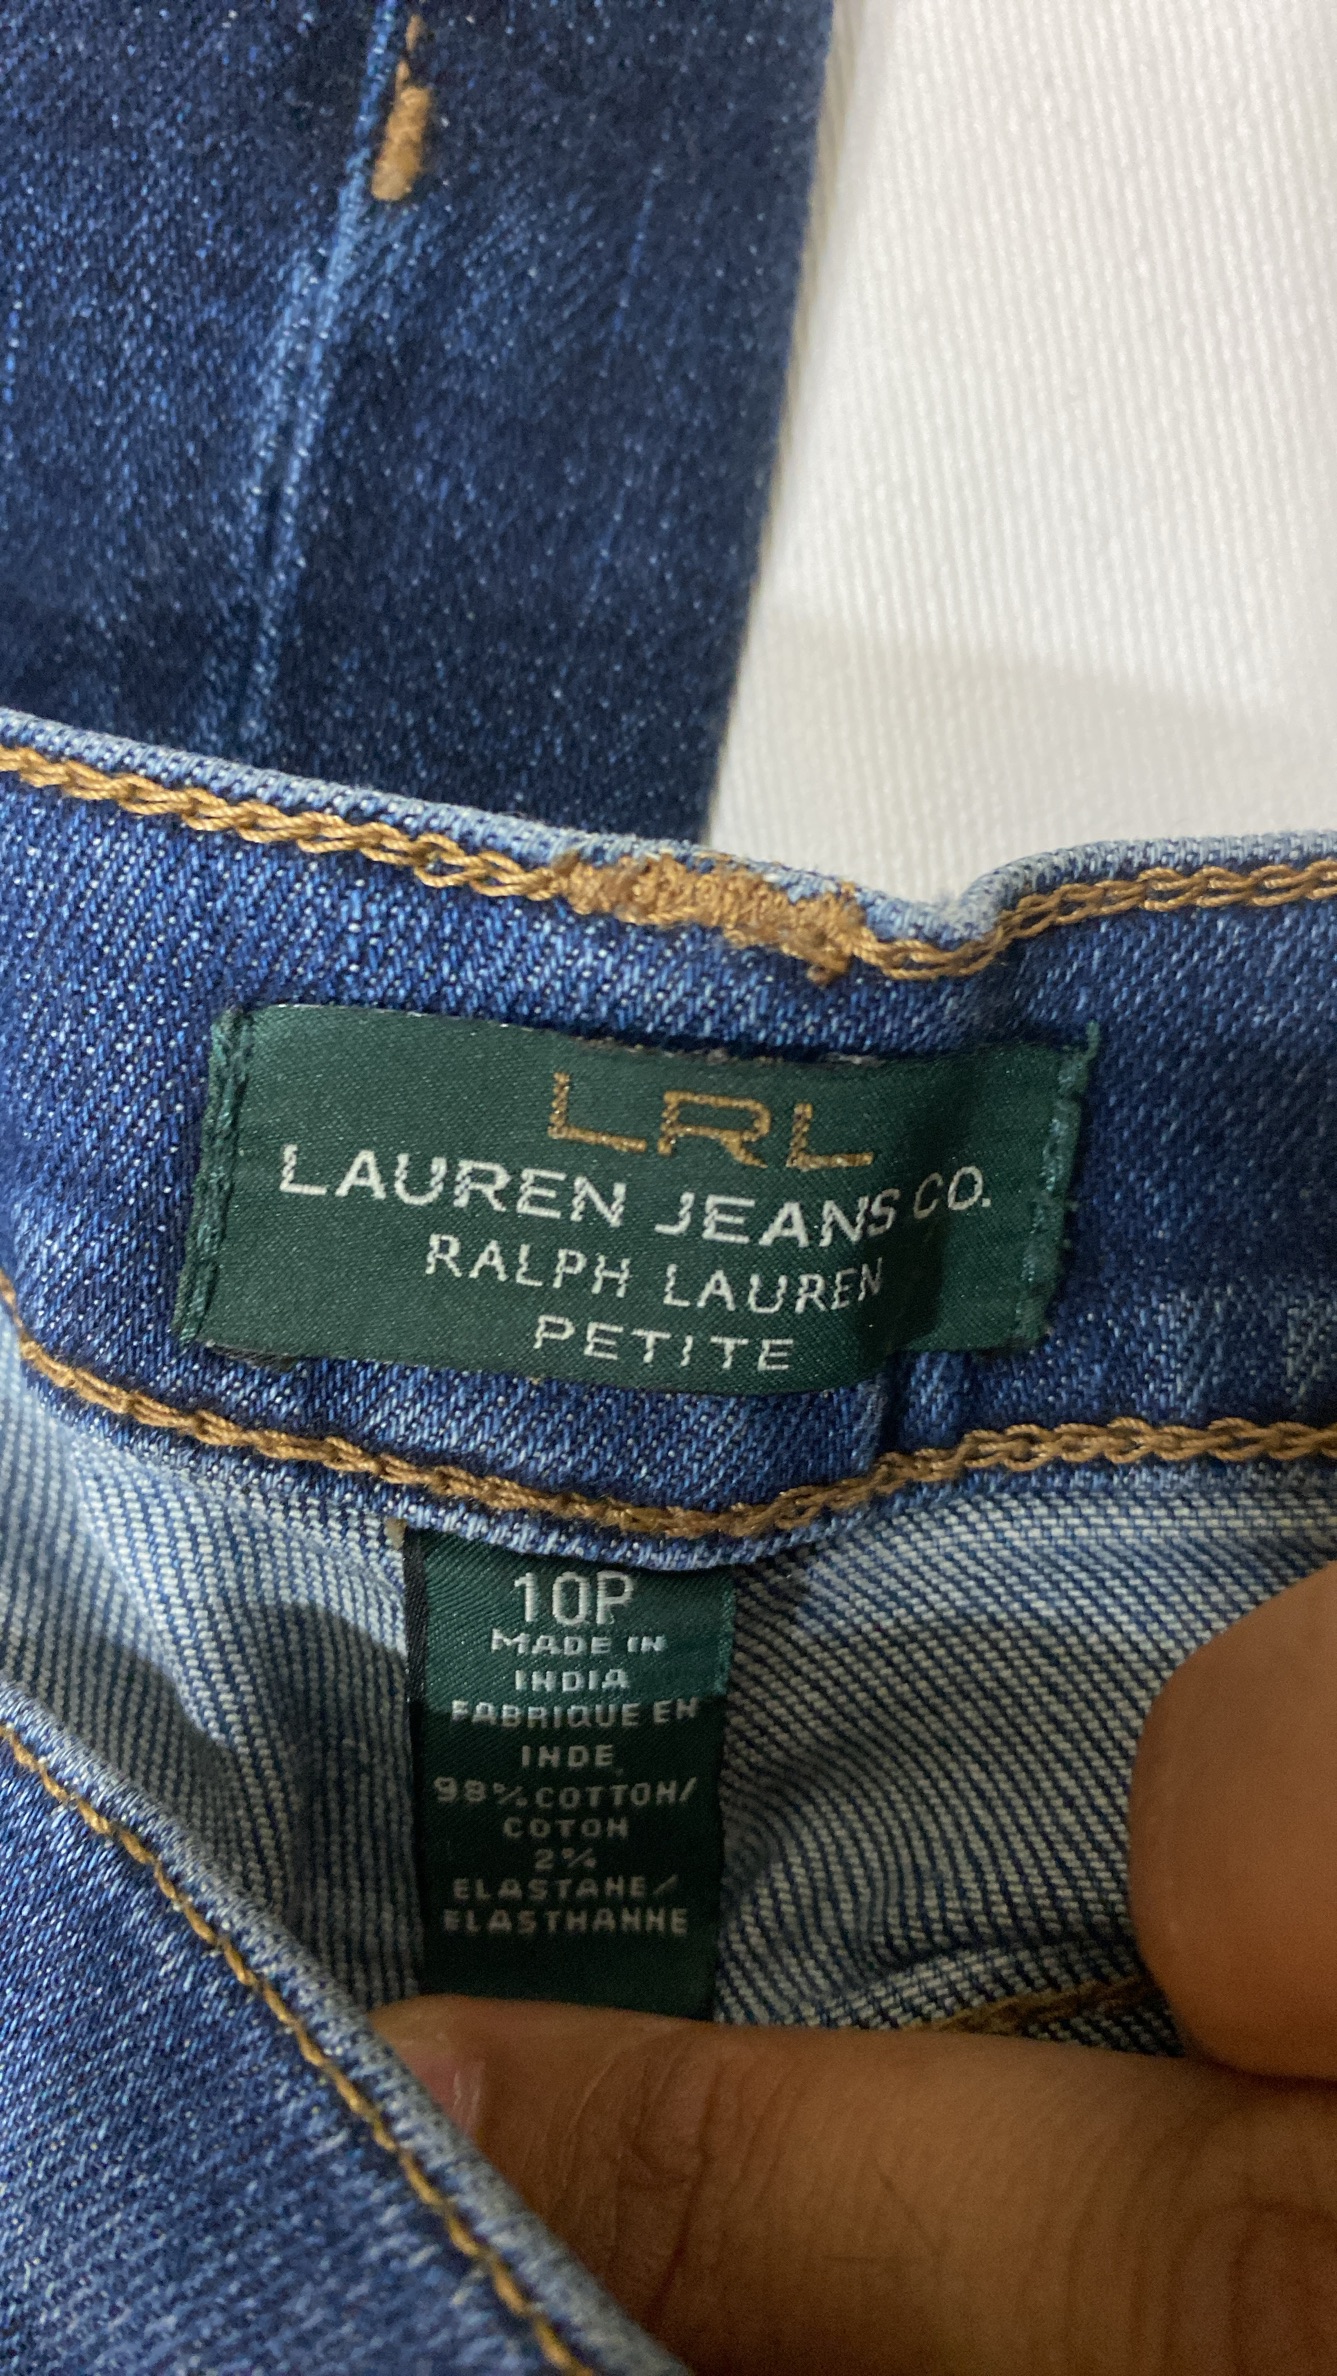 LRL
LAUREN JEANS CO.
RALPH LAUREN
PETITE
10P
MADE IN
INDIA
FABRIQUE EN
INDE
98% COTTON/
COTON
2%
ELASTANE/
ELASTHANNE